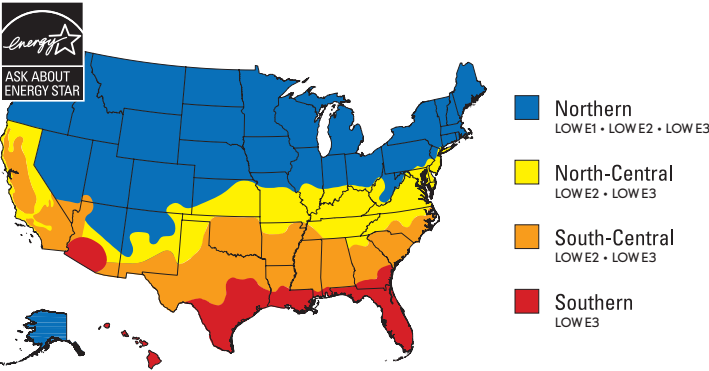 energy
ASK ABOUT
ENERGY STAR
Northern
LOW E1 • LOW E2 • LOW E3
North-Central
LOW E2 • LOW E3
South-Central
LOW E2 • LOW E3
Southern
LOW E3